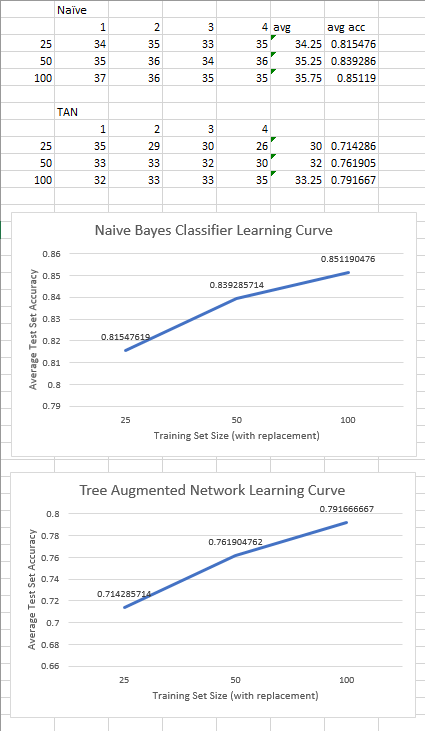 Naïve
1 2 3 4 avg avg acc
25 34 35 33 35 34.25 0.815476
50 35 36 34 36 35.25 0.839286
100 37 36 35 35 35.75 0.85119
TAN
1 2 3 4
25 35 29 30 26 30 0.714286
50 33 33 32 30 32 0.761905
100 32 33 33 35 33.25 0.791667
Naive Bayes Classifier Learning Curve
Average Test Set Accuracy
0.86
0.85
0.84
0.83
0.82
0.81
0.8
0.79
0.81547619
0.839285714
0.851190476
25 50 100
Training Set Size (with replacement)
Tree Augmented Network Learning Curve
Average Test Set Accuracy
0.8
0.78
0.76
0.74
0.72
0.7
0.68
0.66
0.714285714
0.761904762
0.791666667
25 50 100
Training Set Size (with replacement)